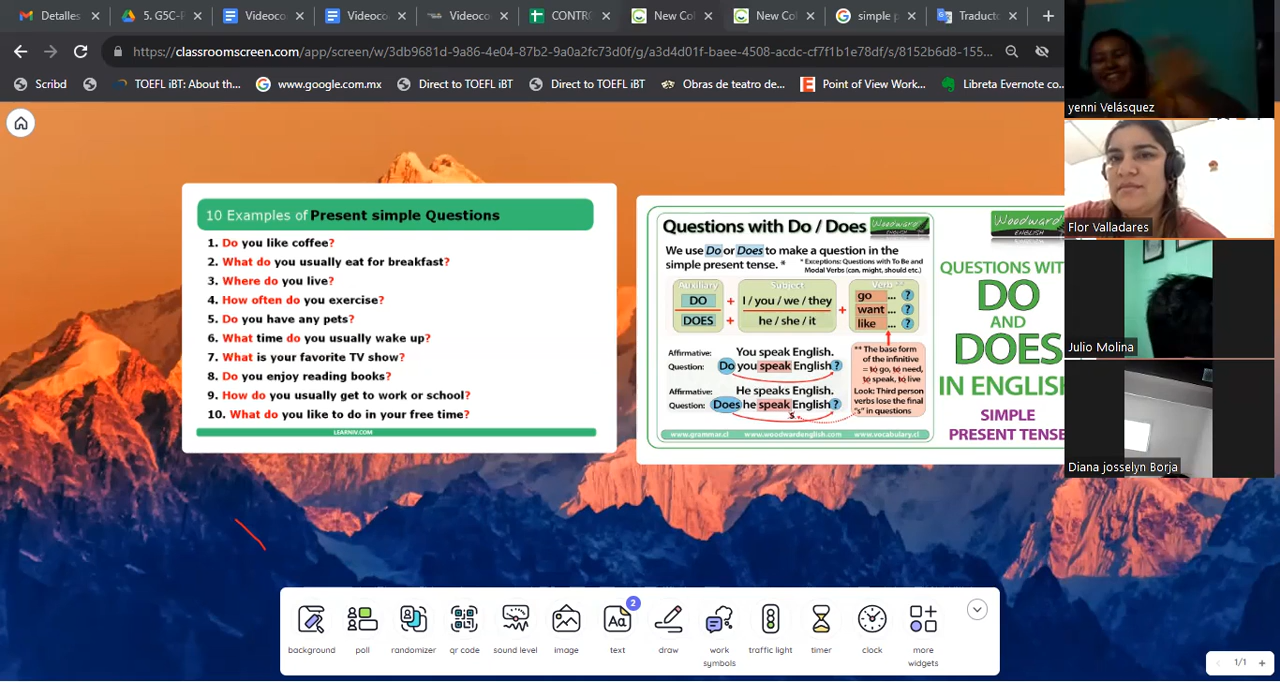 Detalles
5. G5C-F
Videoco
Videoco
Videoco
CONTRO
New Col
New Col
simple p
Traducto
https://classroomscreen.com/app/screen/w/3db9681d-9a86-4e04-87b2-9a0a2fc73d0f/g/a3d4d01f-baee-4508-acdc-cf7f1b1e78df/s/8152b6d8-155...
Scribd
TOEFL iBT: About th...
www.google.com.mx
Direct to TOEFL iBT
Direct to TOEFL iBT
Obras de teatro de...
Point of View Work...
Libreta Evernote co...
yenni Velásquez
Flor Valladares
Julio Molina
Diana josselyn Borja
10 Examples of Present simple Questions
1. Do you like coffee?
2. What do you usually eat for breakfast?
3. Where do you live?
4. How often do you exercise?
5. Do you have any pets?
6. What time do you usually wake up?
7. What is your favorite TV show?
8. Do you enjoy reading books?
9. How do you usually get to work or school?
10. What do you like to do in your free time?
LEARNIV.COM
Questions with Do / Does
Woodward
ENGLISH
We use Do or Does to make a question in the
simple present tense. *
* Exceptions: Questions with To Be and
Modal Verbs (can, might, should etc.)
Auxiliary
Subject
Verb **
DO + I / you / we / they
DOES + he / she / it
+
go ... ?
want ... ?
like ... ?
Affirmative: You speak English.
Question: Do you speak English?
Affirmative: He speaks English.
Question: Does he speak English?
s
** The base form
of the infinitive
= to go, to need,
to speak, to live
Look: Third person
verbs lose the final
"s" in questions
www.grammar.cl www.woodwardenglish.com www.vocabulary.cl
Woodward
QUESTIONS WIT
DO
AND
DOES
IN ENGLISH
SIMPLE
PRESENT TENSE
background
poll
randomizer
qr code
sound level
image
2
text
draw
work
symbols
traffic light
timer
clock
more
widgets
1/1